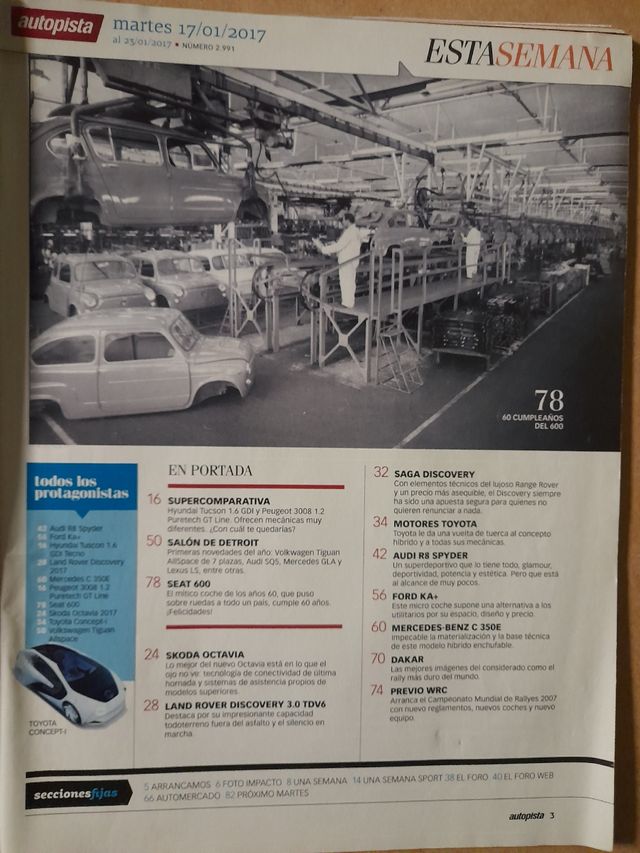 autopista
martes 17/01/2017
al 23/01/2017 • NÚMERO 2.991
ESTASEMANA
78
60 CUMPLEAÑOS
DEL 600
todos los
protagonistas
42 Audi R8 Spyder
56 Ford Ka+
16 Hyundai Tuscon 1.6
GDI Tecno
28 Land Rover Discovery
2017
60 Mercedes C 350E
16 Peugeot 3008 1.2
Puretech GT Line
78 Seat 600
24 Skoda Octavia 2017
34 Toyota Concept-i
50 Volkswagen Tiguan
Allspace
TOYOTA
CONCEPT-I
EN PORTADA
16 SUPERCOMPARATIVA
Hyundai Tucson 1.6 GDI y Peugeot 3008 1.2
Puretech GT Line. Ofrecen mecánicas muy
diferentes. ¿Con cuál te quedarías?
50 SALÓN DE DETROIT
Primeras novedades del año: Volkwagen Tiguan
AllSpace de 7 plazas, Audi SQ5, Mercedes GLA y
Lexus LS, entre otras.
78 SEAT 600
El mítico coche de los años 60, que puso
sobre ruedas a todo un país, cumple 60 años.
¡Felicidades!
24 SKODA OCTAVIA
Lo mejor del nuevo Octavia está en lo que el
ojo no ve: tecnología de conectividad de última
hornada y sistemas de asistencia propios de
modelos superiores.
28 LAND ROVER DISCOVERY 3.0 TDV6
Destaca por su impresionante capacidad
todoterreno fuera del asfalto y el silencio en
marcha.
32 SAGA DISCOVERY
Con elementos técnicos del lujoso Range Rover
y un precio más asequible, el Discovery siempre
ha sido una apuesta segura para quienes no
quieren renunciar a nada.
34 MOTORES TOYOTA
Toyota le da una vuelta de tuerca al concepto
híbrido y a todas sus mecánicas.
42 AUDI R8 SPYDER
Un superdeportivo que lo tiene todo, glamour,
deportividad, potencia y estética. Pero que está
al alcance de muy pocos.
56 FORD KA+
Este micro coche supone una alternativa a los
utilitarios por su espacio, diseño y precio.
60 MERCEDES-BENZ C 350E
Impecable la materialización y la base técnica
de este modelo híbrido enchufable.
70 DAKAR
Las mejores imágenes del considerado como el
rally más duro del mundo.
74 PREVIO WRC
Arranca el Campeonato Mundial de Rallyes 2007
con nuevo reglamentos, nuevos coches y nuevo
equipo.
seccionesfijas
5 ARRANCAMOS 6 FOTO IMPACTO 8 UNA SEMANA 14 UNA SEMANA SPORT 38 EL FORO 40 EL FORO WEB
66 AUTOMERCADO 82 PRÓXIMO MARTES
autopista 3